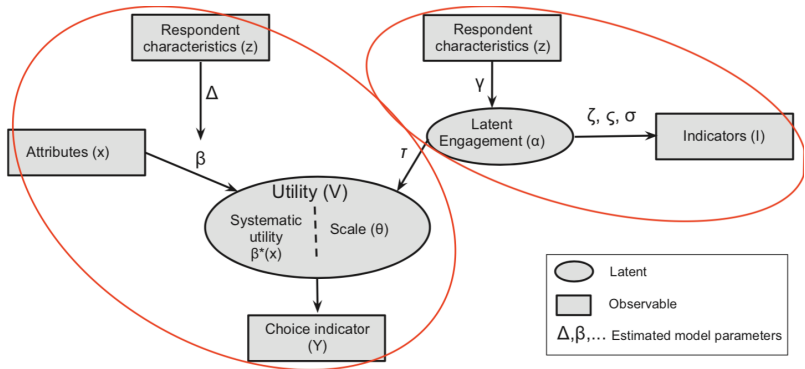 Respondent
characteristics (z)
Δ
Attributes (x)
β
Utility (V)
Systematic
utility
β*(x)
Scale (θ)
Choice indicator
(Y)
Respondent
characteristics (z)
γ
Latent
Engagement (α)
ζ, ς, σ
Indicators (I)
τ
Latent
Observable
Δ,β,... Estimated model parameters